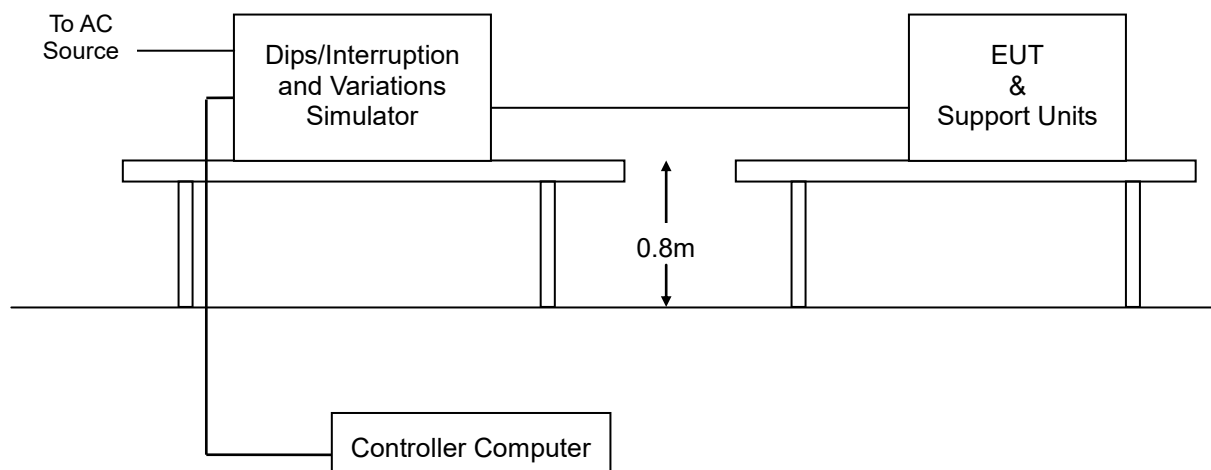 To AC
Source
Dips/Interruption
and Variations
Simulator
EUT
&
Support Units
0.8m
Controller Computer